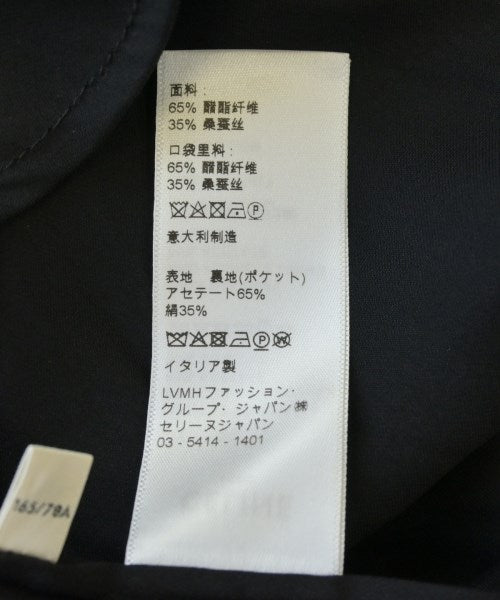 面料：
65% 醋酯纤维
35% 桑蚕丝
口袋里料：
65% 醋酯纤维
35% 桑蚕丝
P
意大利制造
表地　裏地(ポケット)
アセテート65%
絹35%
P W
イタリア製
LVMHファッション・
グループ・ジャパン㈱
セリーヌジャパン
03 - 5414 - 1401
165/78A